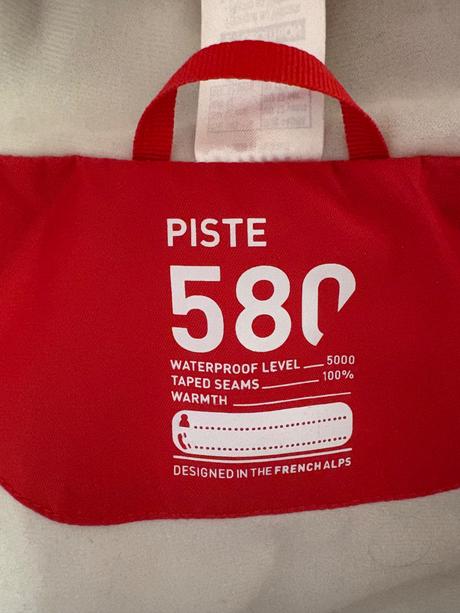 PISTE
580
WATERPROOF LEVEL 5000
TAPED SEAMS 100%
WARMTH
DESIGNED IN THE FRENCH ALPS